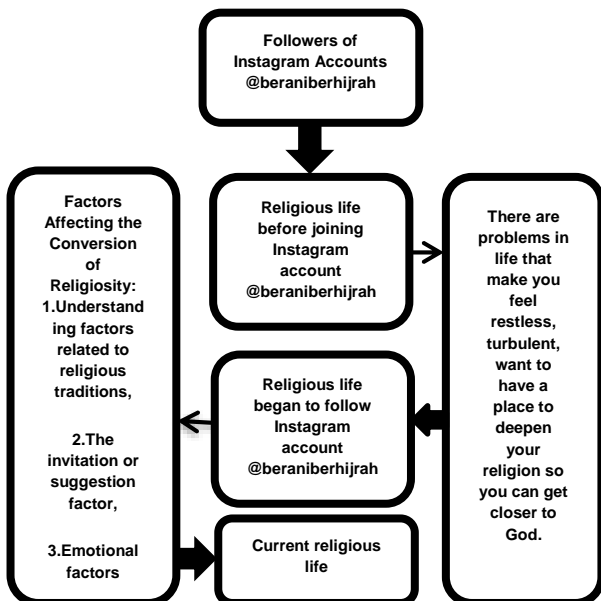 Followers of
Instagram Accounts
@beraniberhijrah
Religious life
before joining
Instagram
account
@beraniberhijrah
There are
problems in
life that
make you
feel
restless,
turbulent,
want to
have a
place to
deepen
your
religion so
you can get
closer to
God.
Religious life
began to follow
Instagram
account
@beraniberhijrah
Factors
Affecting the
Conversion
of
Religiosity:
1.Understand
ing factors
related to
religious
traditions,
2.The
invitation or
suggestion
factor,
3.Emotional
factors
Current religious
life